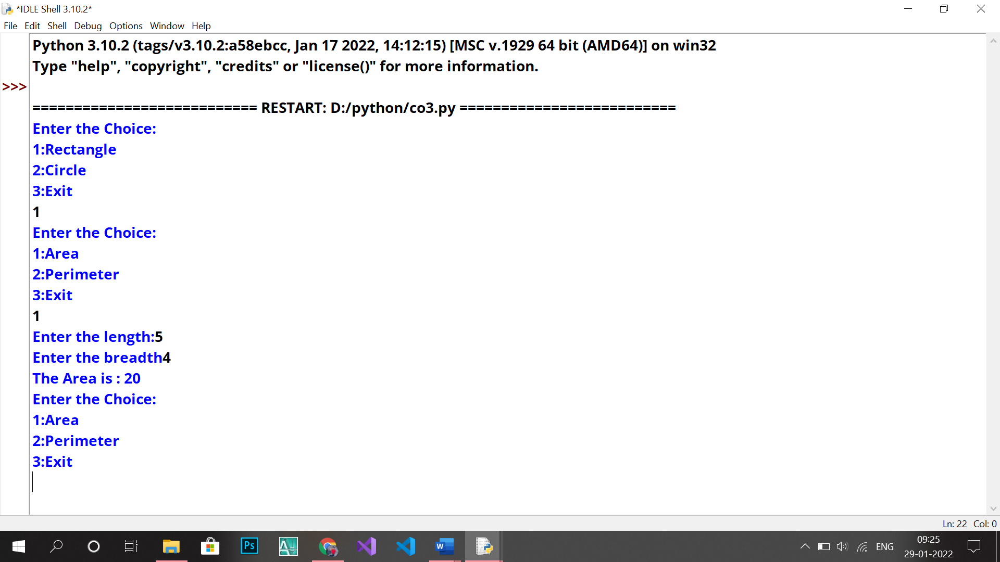 *IDLE Shell 3.10.2*
File Edit Shell Debug Options Window Help
Python 3.10.2 (tags/v3.10.2:a58ebcc, Jan 17 2022, 14:12:15) [MSC v.1929 64 bit (AMD64)] on win32
Type "help", "copyright", "credits" or "license()" for more information.
>>>
=========================== RESTART: D:/python/co3.py ==========================
Enter the Choice:
1:Rectangle
2:Circle
3:Exit
1
Enter the Choice:
1:Area
2:Perimeter
3:Exit
1
Enter the length:5
Enter the breadth4
The Area is : 20
Enter the Choice:
1:Area
2:Perimeter
3:Exit
Ln: 22 Col: 0
Ps
W
ENG
09:25
29-01-2022